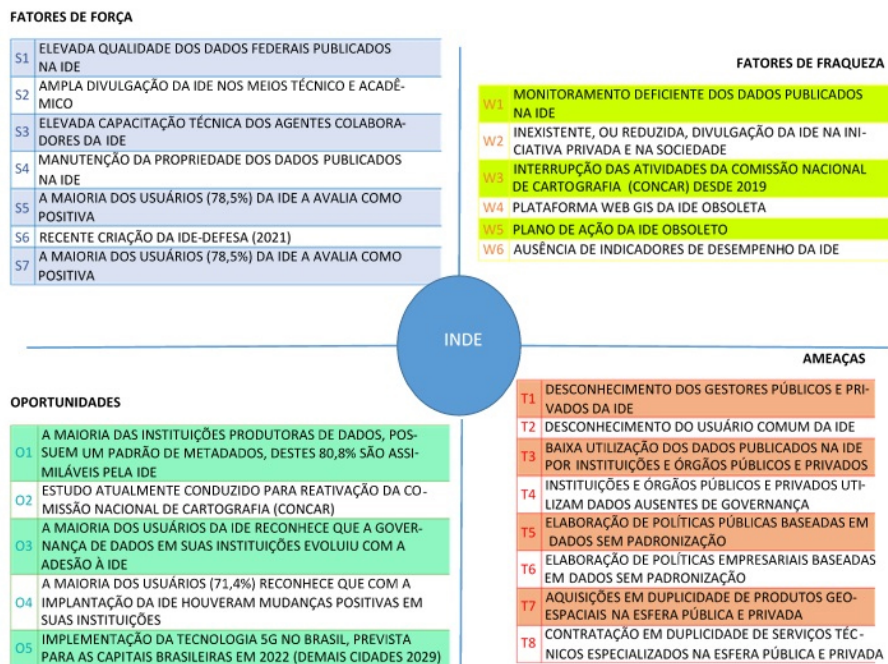 FATORES DE FORÇA
S1 ELEVADA QUALIDADE DOS DADOS FEDERAIS PUBLICADOS
NA IDE
S2 AMPLA DIVULGAÇÃO DA IDE NOS MEIOS TÉCNICO E ACADÊ-
MICO
S3 ELEVADA CAPACITAÇÃO TÉCNICA DOS AGENTES COLABORA-
DORES DA IDE
S4 MANUTENÇÃO DA PROPRIEDADE DOS DADOS PUBLICADOS
NA IDE
S5 A MAIORIA DOS USUÁRIOS (78,5%) DA IDE A AVALIA COMO
POSITIVA
S6 RECENTE CRIAÇÃO DA IDE-DEFESA (2021)
S7 A MAIORIA DOS USUÁRIOS (78,5%) DA IDE A AVALIA COMO
POSITIVA
FATORES DE FRAQUEZA
W1 MONITORAMENTO DEFICIENTE DOS DADOS PUBLICADOS
NA IDE
W2 INEXISTENTE, OU REDUZIDA, DIVULGAÇÃO DA IDE NA INI-
CIATIVA PRIVADA E NA SOCIEDADE
W3 INTERRUPÇÃO DAS ATIVIDADES DA COMISSÃO NACIONAL
DE CARTOGRAFIA (CONCAR) DESDE 2019
W4 PLATAFORMA WEB GIS DA IDE OBSOLETA
W5 PLANO DE AÇÃO DA IDE OBSOLETO
W6 AUSÊNCIA DE INDICADORES DE DESEMPENHO DA IDE
INDE
OPORTUNIDADES
O1 A MAIORIA DAS INSTITUIÇÕES PRODUTORAS DE DADOS, POS-
SUEM UM PADRÃO DE METADADOS, DESTES 80,8% SÃO ASSI-
MILÁVEIS PELA IDE
O2 ESTUDO ATUALMENTE CONDUZIDO PARA REATIVAÇÃO DA CO-
MISSÃO NACIONAL DE CARTOGRAFIA (CONCAR)
O3 A MAIORIA DOS USUÁRIOS DA IDE RECONHECE QUE A GOVER-
NANÇA DE DADOS EM SUAS INSTITUIÇÕES EVOLUIU COM A
ADESÃO À IDE
O4 A MAIORIA DOS USUÁRIOS (71,4%) RECONHECE QUE COM A
IMPLANTAÇÃO DA IDE HOUVERAM MUDANÇAS POSITIVAS EM
SUAS INSTITUIÇÕES
O5 IMPLEMENTAÇÃO DA TECNOLOGIA 5G NO BRASIL, PREVISTA
PARA AS CAPITAIS BRASILEIRAS EM 2022 (DEMAIS CIDADES 2029)
AMEAÇAS
T1 DESCONHECIMENTO DOS GESTORES PÚBLICOS E PRI-
VADOS DA IDE
T2 DESCONHECIMENTO DO USUÁRIO COMUM DA IDE
T3 BAIXA UTILIZAÇÃO DOS DADOS PUBLICADOS NA IDE
POR INSTITUIÇÕES E ÓRGÃOS PÚBLICOS E PRIVADOS
T4 INSTITUIÇÕES E ÓRGÃOS PÚBLICOS E PRIVADOS UTI-
LIZAM DADOS AUSENTES DE GOVERNANÇA
T5 ELABORAÇÃO DE POLÍTICAS PÚBLICAS BASEADAS EM
DADOS SEM PADRONIZAÇÃO
T6 ELABORAÇÃO DE POLÍTICAS EMPRESARIAIS BASEADAS
EM DADOS SEM PADRONIZAÇÃO
T7 AQUISIÇÕES EM DUPLICIDADE DE PRODUTOS GEO-
ESPACIAIS NA ESFERA PÚBLICA E PRIVADA
T8 CONTRATAÇÃO EM DUPLICIDADE DE SERVIÇOS TÉC-
NICOS ESPECIALIZADOS NA ESFERA PÚBLICA E PRIVADA